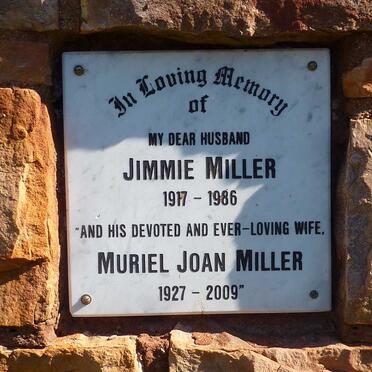 In Loving Memory
of
MY DEAR HUSBAND
JIMMIE MILLER
1917 – 1986
"AND HIS DEVOTED AND EVER-LOVING WIFE,
MURIEL JOAN MILLER
1927 – 2009"